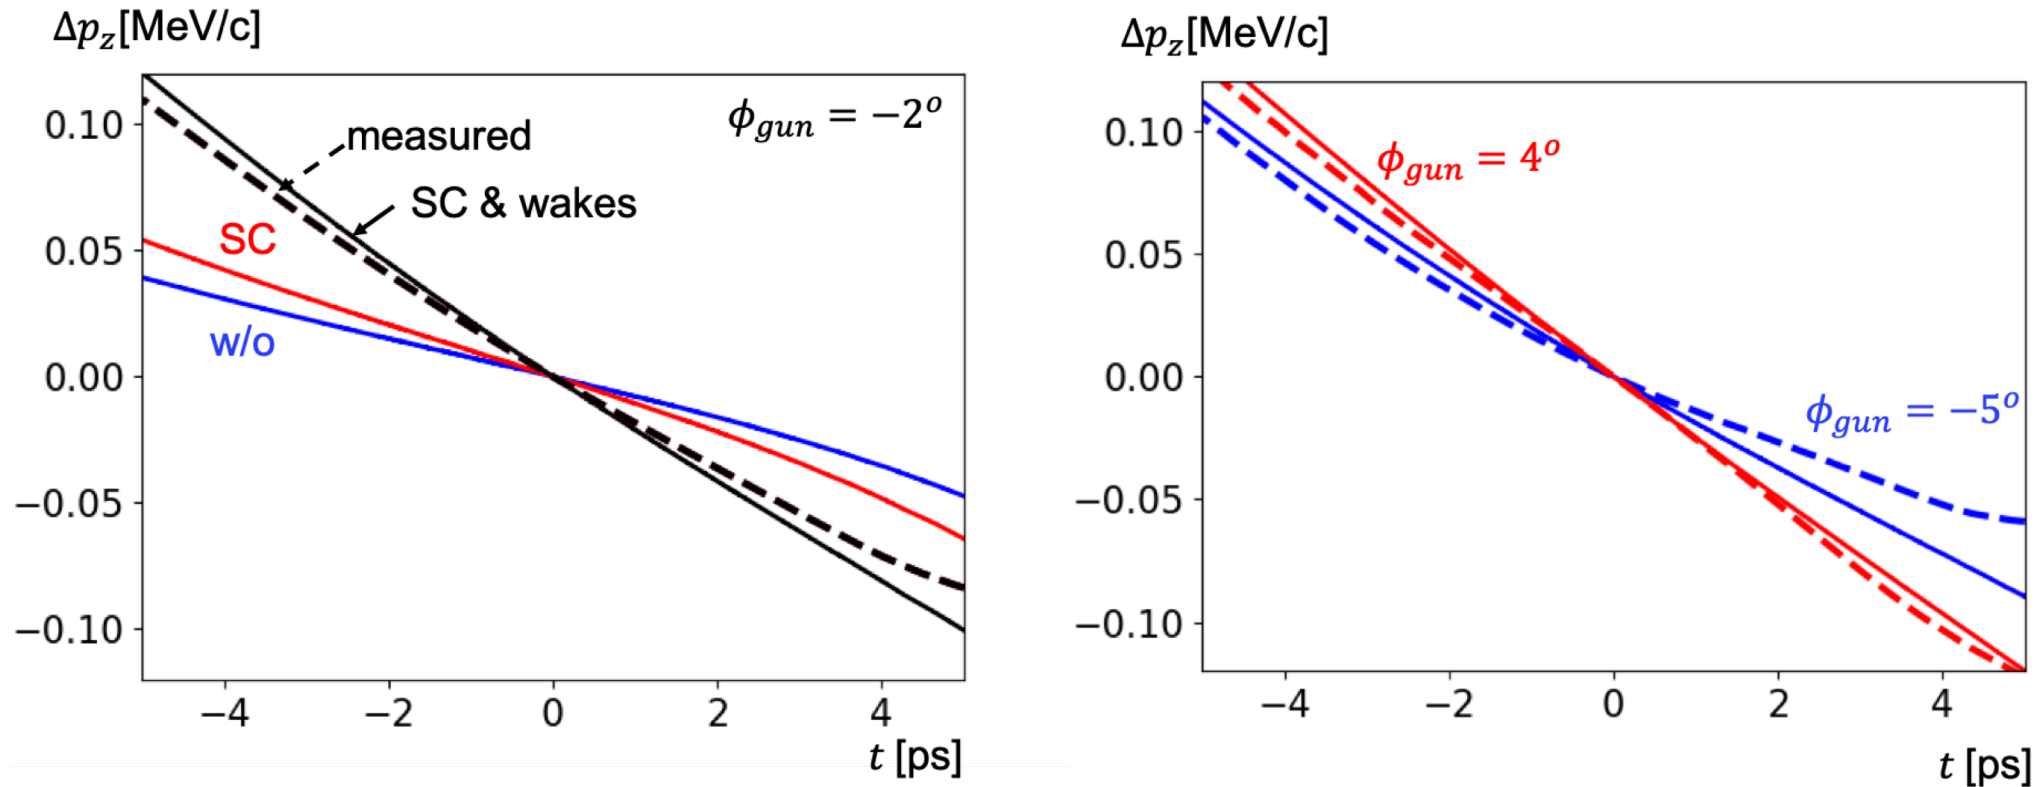 Δp_z[MeV/c]
ϕ_gun = −2°
0.10
measured
SC & wakes
0.05
SC
w/o
0.00
−0.05
−0.10
−4 −2 0 2 4
t [ps]
Δp_z[MeV/c]
0.10
ϕ_gun = 4°
0.05
0.00
ϕ_gun = −5°
−0.05
−0.10
−4 −2 0 2 4
t [ps]